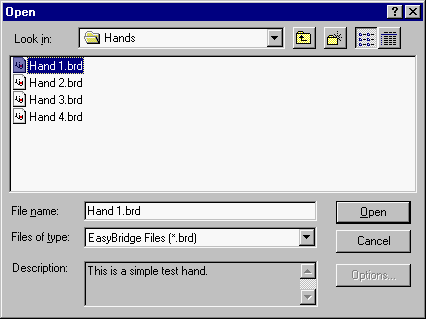 Open
Look in: Hands
Hand 1.brd
Hand 2.brd
Hand 3.brd
Hand 4.brd
File name: Hand 1.brd Open
Files of type: EasyBridge Files (*.brd) Cancel
Description: This is a simple test hand. Options...